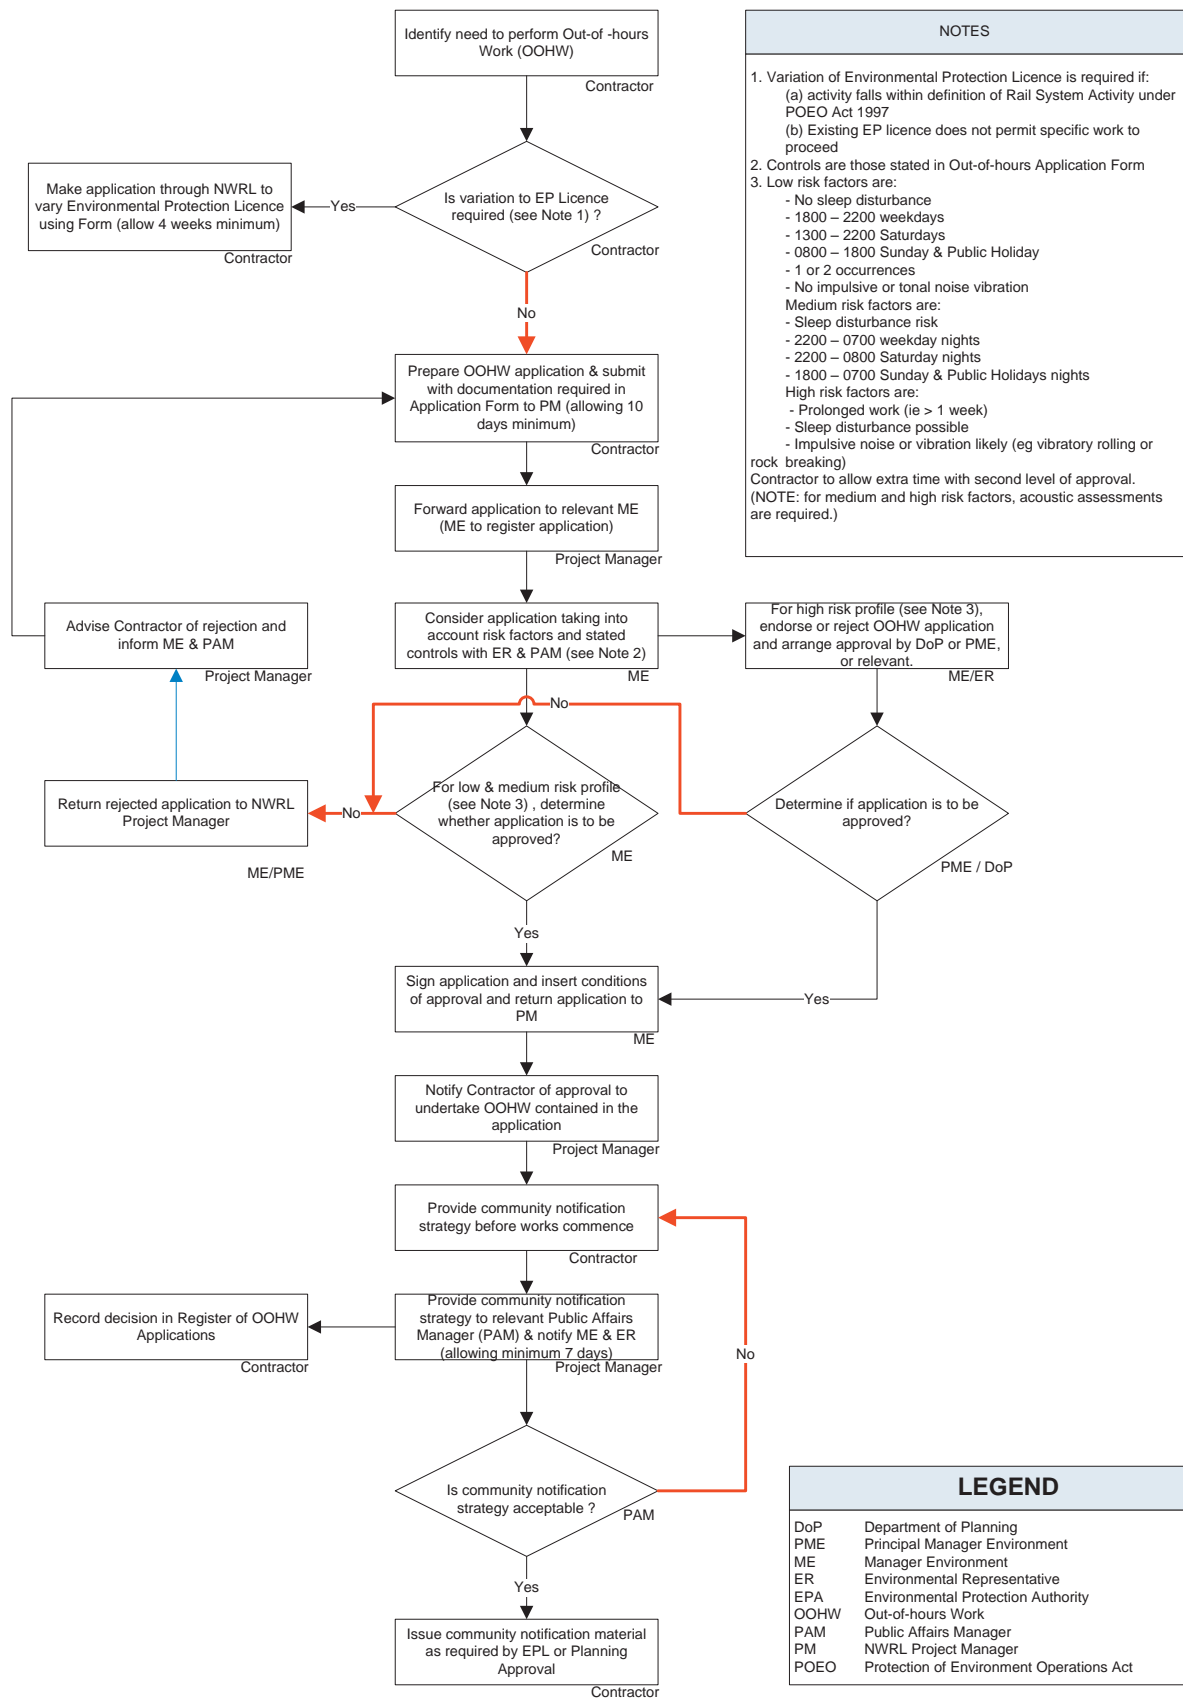 Identify need to perform Out-of -hours
Work (OOHW)
Contractor
NOTES
1. Variation of Environmental Protection Licence is required if:
(a) activity falls within definition of Rail System Activity under
POEO Act 1997
(b) Existing EP licence does not permit specific work to
proceed
2. Controls are those stated in Out-of-hours Application Form
3. Low risk factors are:
- No sleep disturbance
- 1800 – 2200 weekdays
- 1300 – 2200 Saturdays
- 0800 – 1800 Sunday & Public Holiday
- 1 or 2 occurrences
- No impulsive or tonal noise vibration
Medium risk factors are:
- Sleep disturbance risk
- 2200 – 0700 weekday nights
- 2200 – 0800 Saturday nights
- 1800 – 0700 Sunday & Public Holidays nights
High risk factors are:
- Prolonged work (ie > 1 week)
- Sleep disturbance possible
- Impulsive noise or vibration likely (eg vibratory rolling or
rock breaking)
Contractor to allow extra time with second level of approval.
(NOTE: for medium and high risk factors, acoustic assessments
are required.)
Make application through NWRL to
vary Environmental Protection Licence
using Form (allow 4 weeks minimum)
Contractor
Yes
Is variation to EP Licence
required (see Note 1) ?
Contractor
No
Prepare OOHW application & submit
with documentation required in
Application Form to PM (allowing 10
days minimum)
Contractor
Forward application to relevant ME
(ME to register application)
Project Manager
Advise Contractor of rejection and
inform ME & PAM
Project Manager
Consider application taking into
account risk factors and stated
controls with ER & PAM (see Note 2)
ME
For high risk profile (see Note 3),
endorse or reject OOHW application
and arrange approval by DoP or PME,
or relevant.
ME/ER
No
Return rejected application to NWRL
Project Manager
ME/PME
No
For low & medium risk profile
(see Note 3) , determine
whether application is to be
approved?
ME
Determine if application is to be
approved?
PME / DoP
Yes
Sign application and insert conditions
of approval and return application to
PM
ME
Yes
Notify Contractor of approval to
undertake OOHW contained in the
application
Project Manager
Provide community notification
strategy before works commence
Contractor
Record decision in Register of OOHW
Applications
Contractor
Provide community notification
strategy to relevant Public Affairs
Manager (PAM) & notify ME & ER
(allowing minimum 7 days)
Project Manager
No
Is community notification
strategy acceptable ?
PAM
Yes
Issue community notification material
as required by EPL or Planning
Approval
Contractor
LEGEND
DoP Department of Planning
PME Principal Manager Environment
ME Manager Environment
ER Environmental Representative
EPA Environmental Protection Authority
OOHW Out-of-hours Work
PAM Public Affairs Manager
PM NWRL Project Manager
POEO Protection of Environment Operations Act